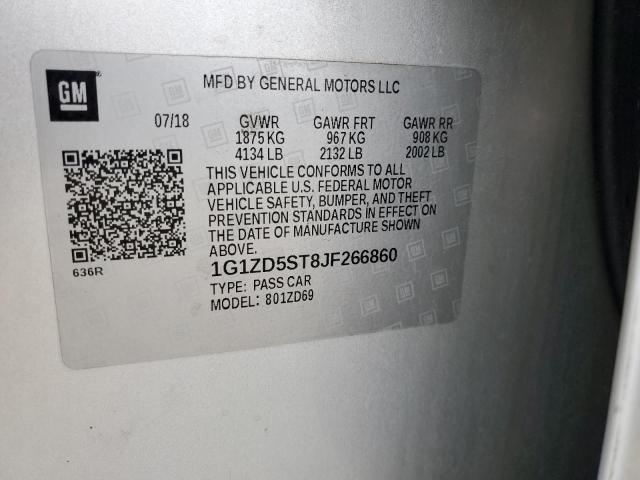 GM
MFD BY GENERAL MOTORS LLC
07/18 GVWR GAWR FRT GAWR RR
1875 KG 967 KG 908 KG
4134 LB 2132 LB 2002 LB
THIS VEHICLE CONFORMS TO ALL
APPLICABLE U.S. FEDERAL MOTOR
VEHICLE SAFETY, BUMPER, AND THEFT
PREVENTION STANDARDS IN EFFECT ON
THE DATE OF MANUFACTURE SHOWN
ABOVE.
636R
1G1ZD5ST8JF266860
TYPE: PASS CAR
MODEL: 801ZD69